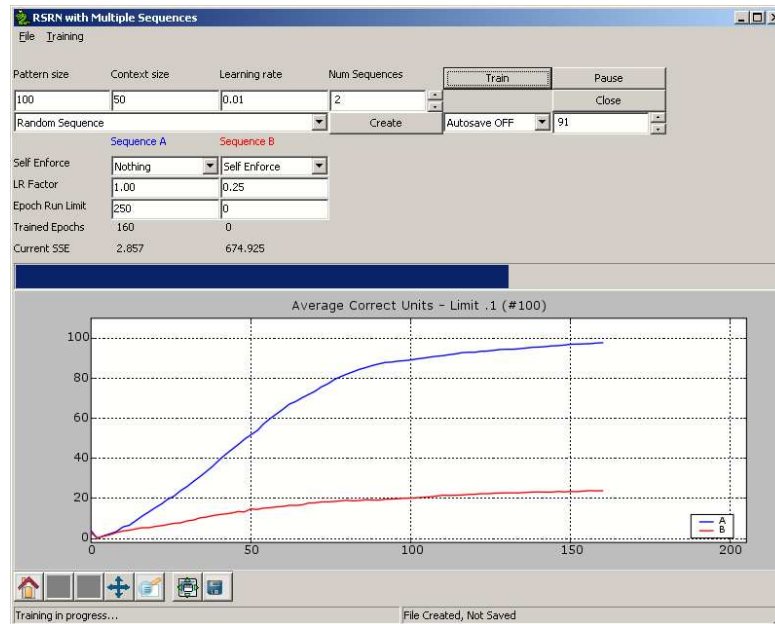 RSRN with Multiple Sequences
File Training
Pattern size Context size Learning rate Num Sequences Train Pause
100 50 0.01 2 Close
Random Sequence Create Autosave OFF 91
Sequence A Sequence B
Self Enforce Nothing Self Enforce
LR Factor 1.00 0.25
Epoch Run Limit 250 0
Trained Epochs 160 0
Current SSE 2.857 674.925
Average Correct Units - Limit .1 (#100)
100
80
60
40
20
0
A
B
0 50 100 150 200
Training in progress... File Created, Not Saved